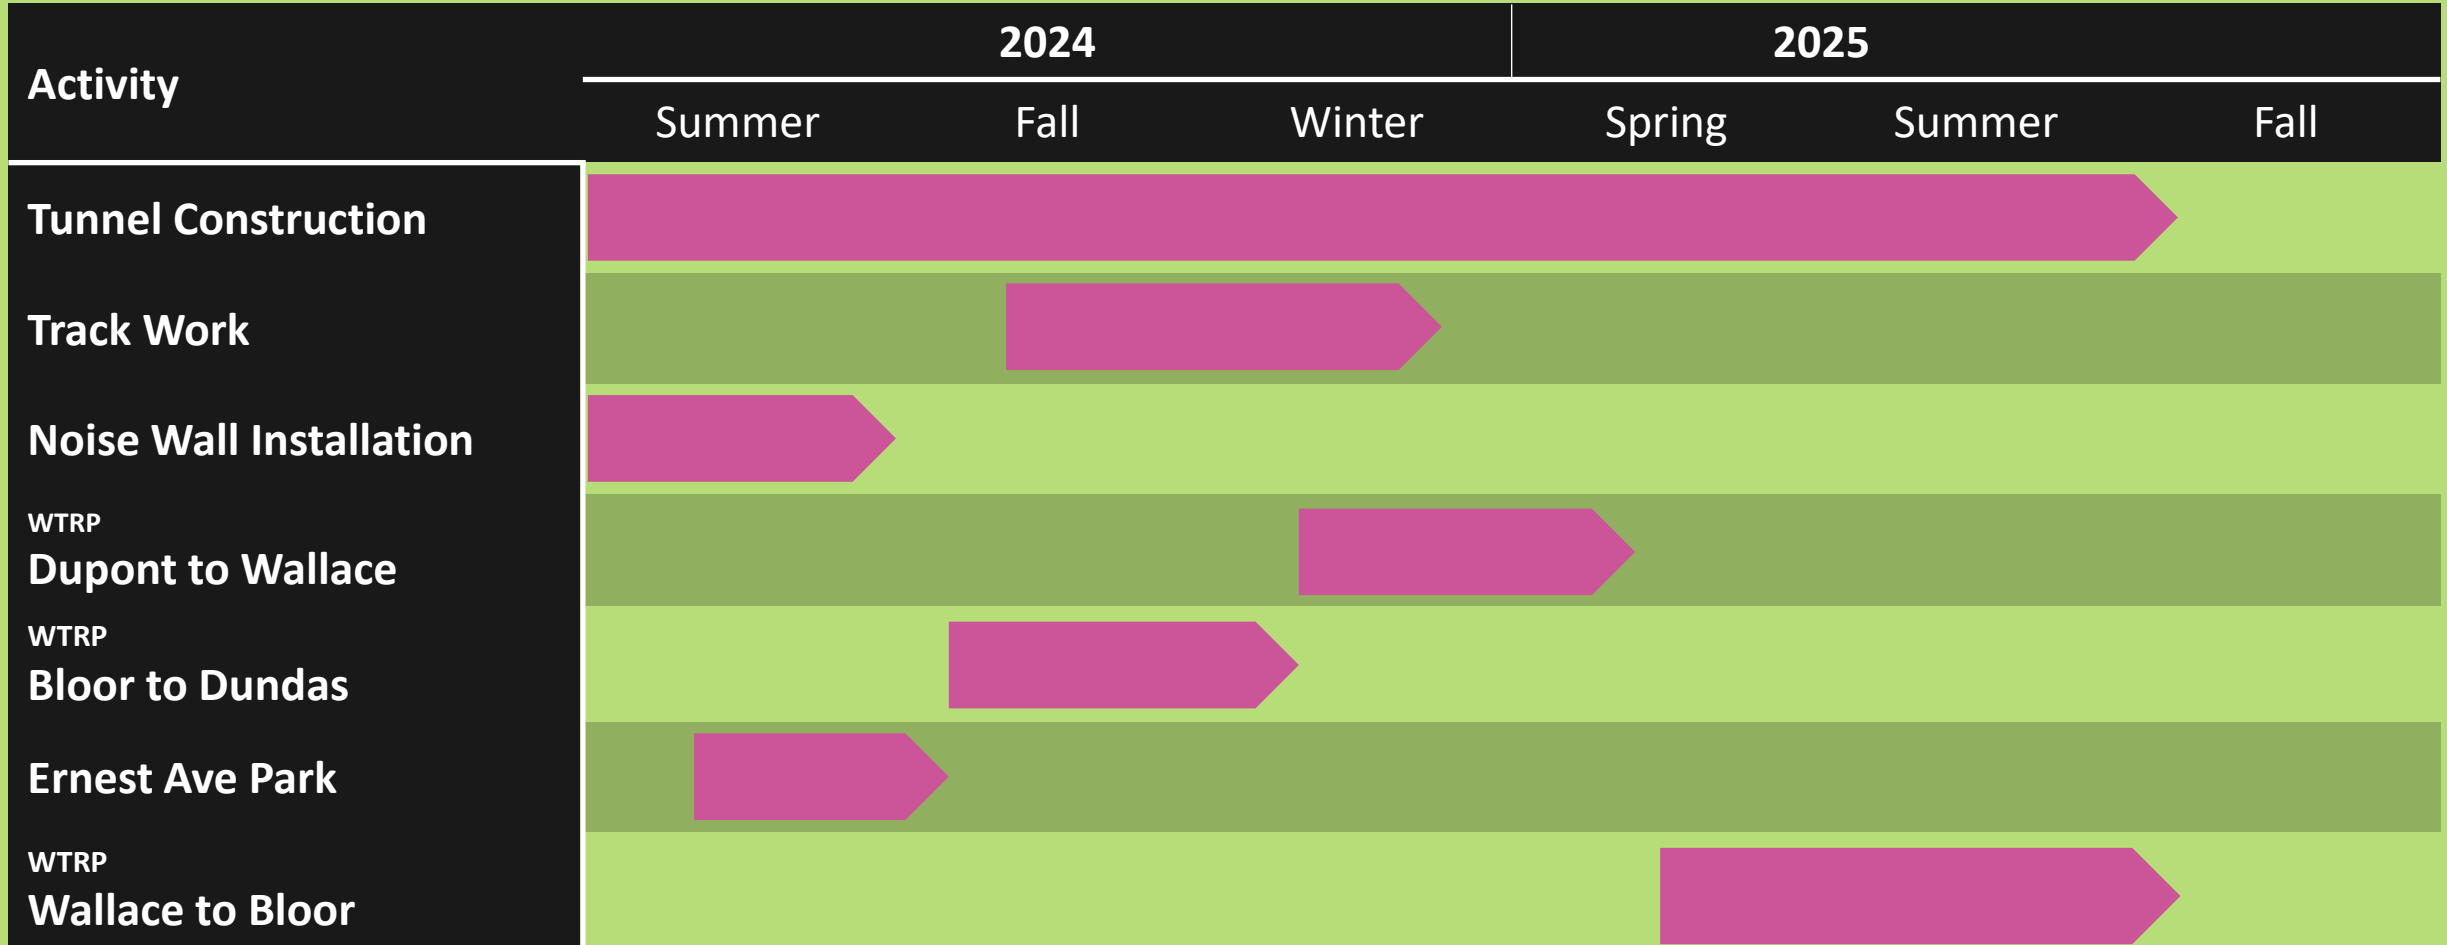 2024 2025
Activity
Summer Fall Winter Spring Summer Fall
Tunnel Construction
Track Work
Noise Wall Installation
WTRP
Dupont to Wallace
WTRP
Bloor to Dundas
Ernest Ave Park
WTRP
Wallace to Bloor